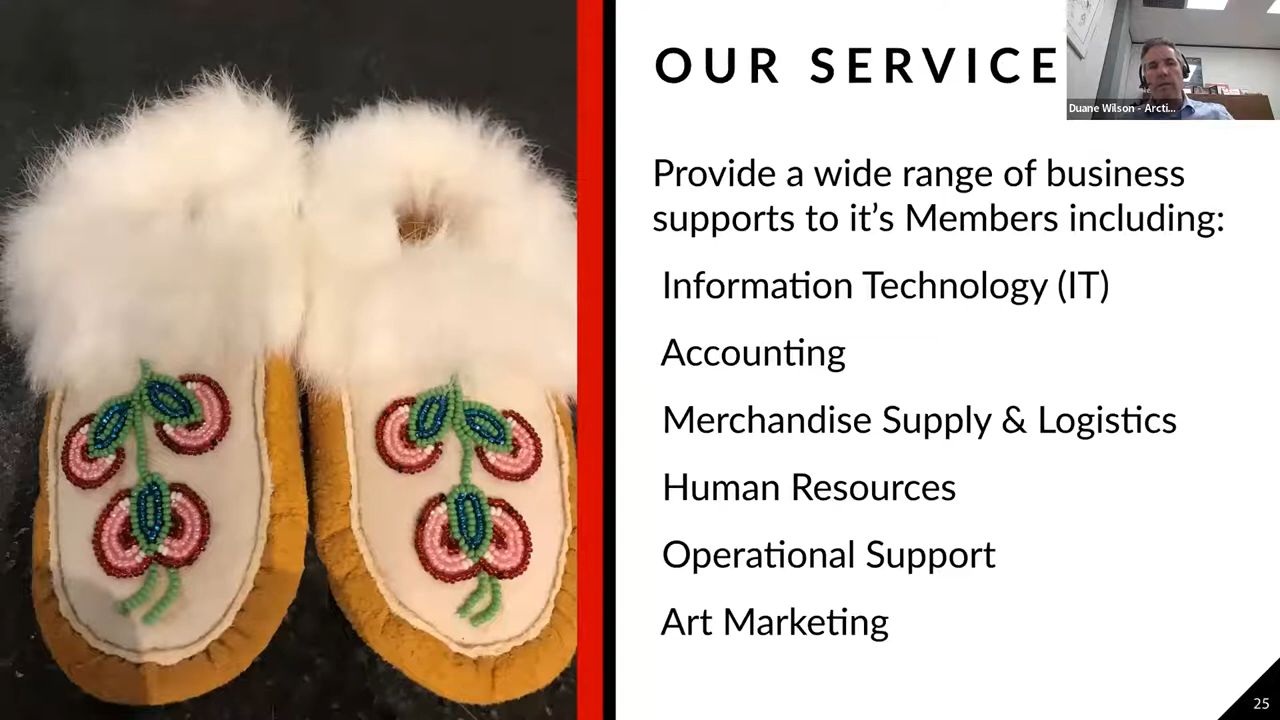 OUR SERVICE
Duane Wilson - Arcti...
Provide a wide range of business
supports to it's Members including:
Information Technology (IT)
Accounting
Merchandise Supply & Logistics
Human Resources
Operational Support
Art Marketing
25